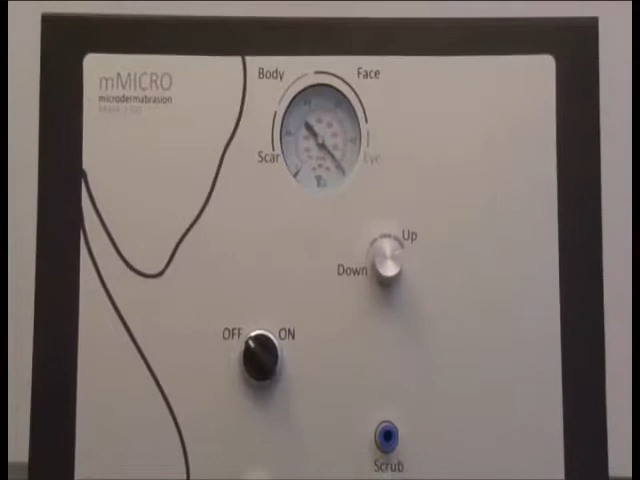 mMICRO
microdermabrasion
Body
Face
Scar
Eye
Up
Down
OFF
ON
Scrub